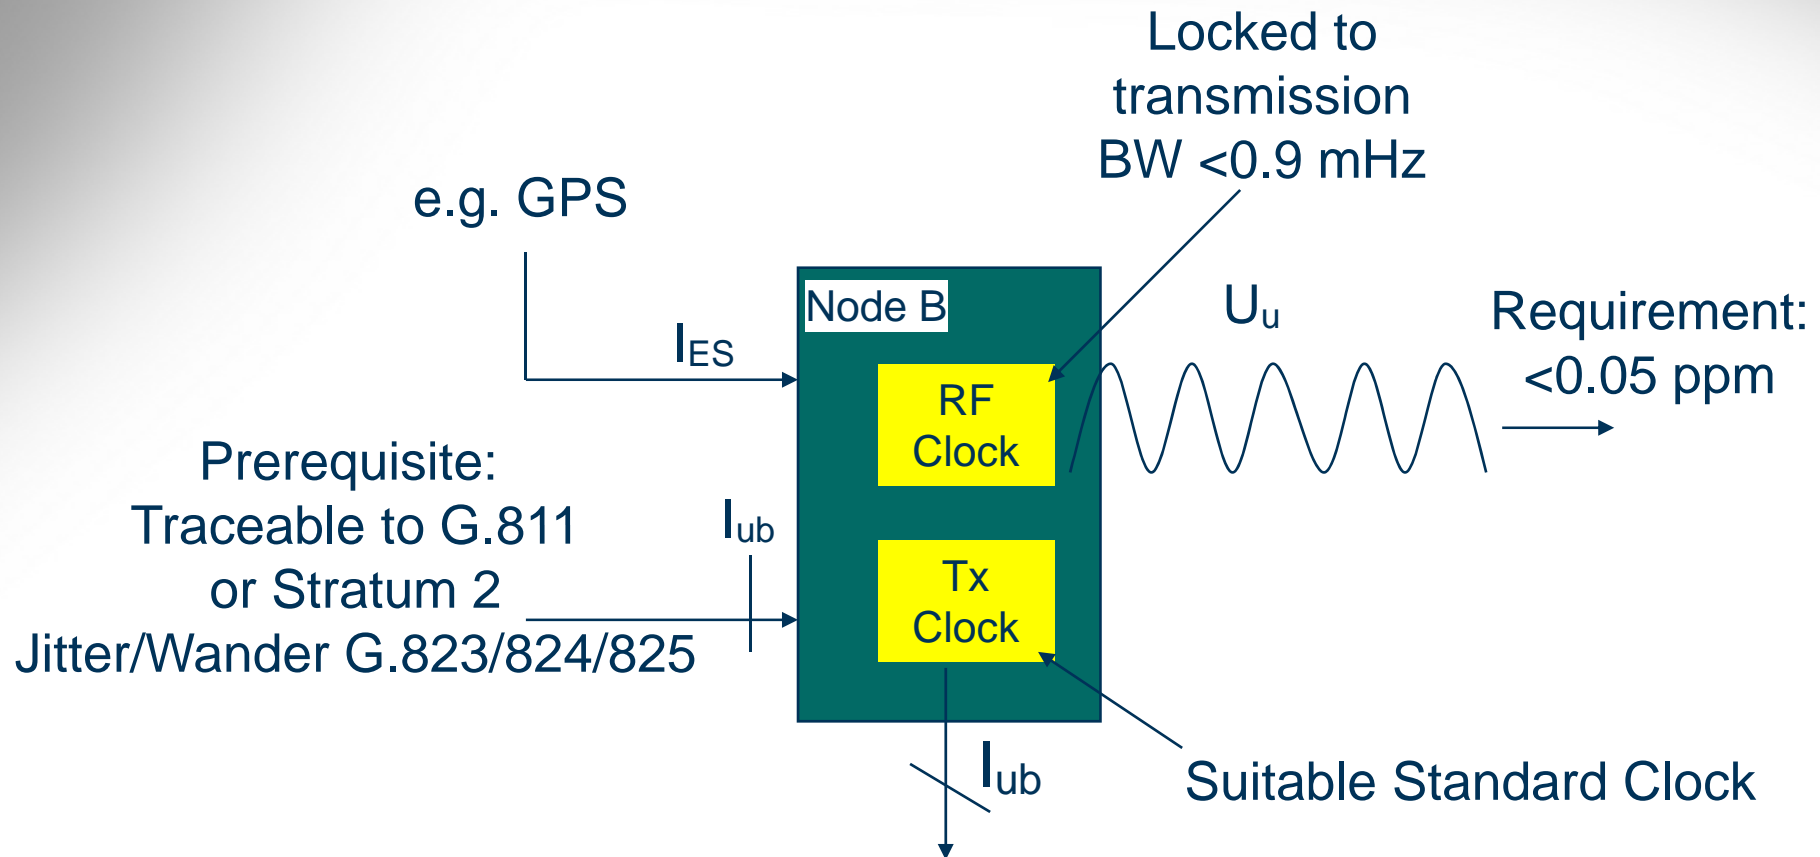 Locked to
transmission
BW <0.9 mHz
e.g. GPS
Node B
Uu
Requirement:
<0.05 ppm
IES
RF
Clock
Prerequisite:
Traceable to G.811
or Stratum 2
Jitter/Wander G.823/824/825
Iub
Tx
Clock
Iub
Suitable Standard Clock